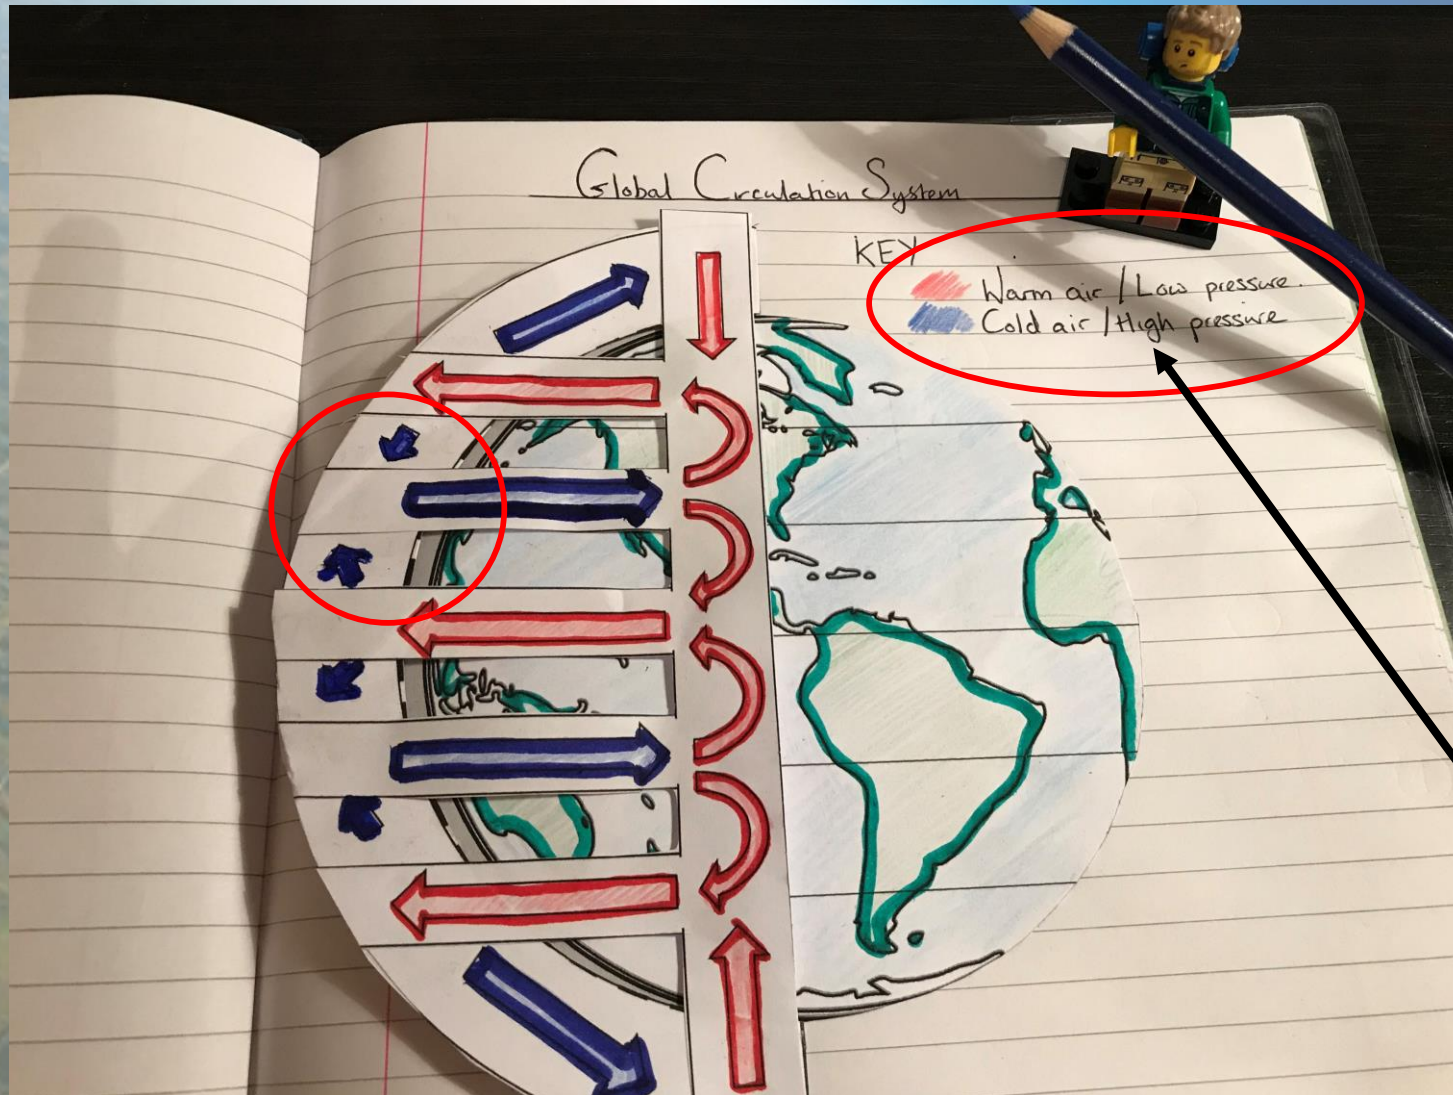 Global Circulation System
KEY
Warm air / Low pressure.
Cold air / High pressure